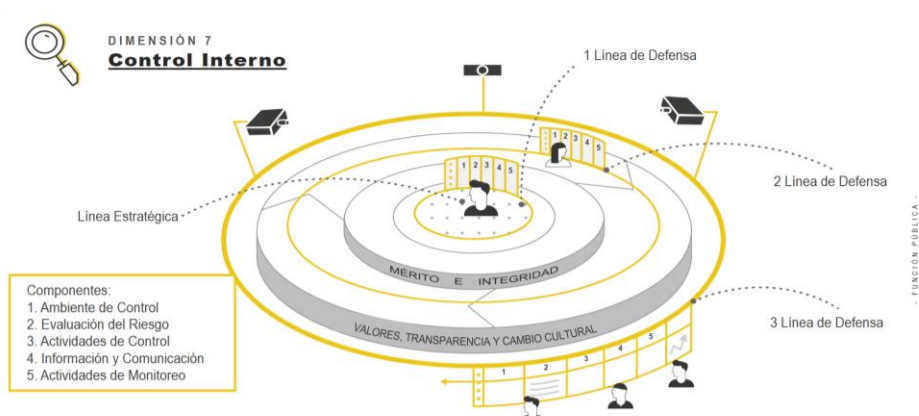 DIMENSIÓN 7
Control Interno
1 Línea de Defensa
1 2 3 4 5
1 2 3 4 5
2 Línea de Defensa
Línea Estratégica
MÉRITO E INTEGRIDAD
VALORES, TRANSPARENCIA Y CAMBIO CULTURAL
3 Línea de Defensa
Componentes:
1. Ambiente de Control
2. Evaluación del Riesgo
3. Actividades de Control
4. Información y Comunicación
5. Actividades de Monitoreo
1 2 3 4 5
- FUNCIÓN PÚBLICA -